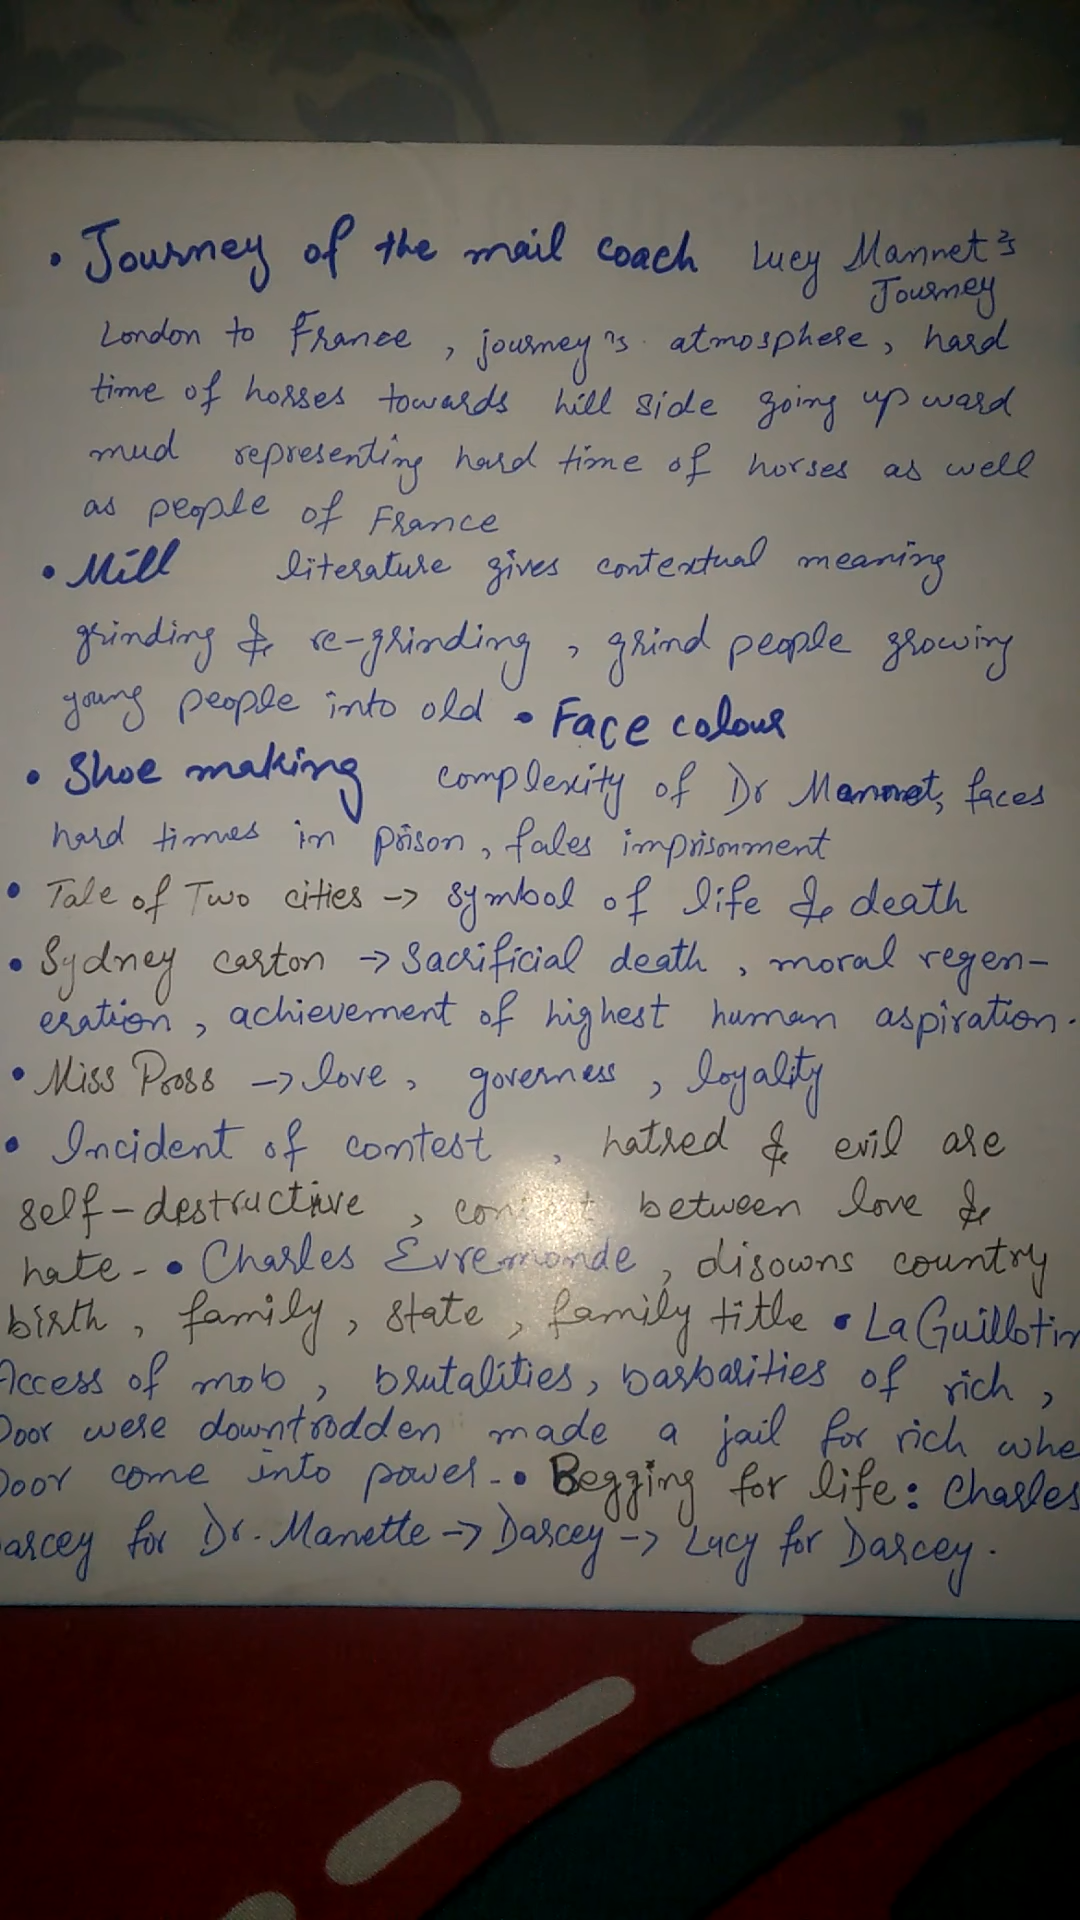 • Journey of the mail coach Lucy Mannet's
Journey
London to France, journey's atmosphere, hard
time of horses towards hill side going upward
mud representing hard time of horses as well
as people of France
• Mill literature gives contextual meaning
grinding & re-grinding, grind people growing
young people into old • Face colour
• Shoe making complexity of Dr Mannet, faces
hard times in prison, fales imprisonment
• Tale of Two cities -> symbol of life & death
• Sydney carton -> Sacrificial death, moral regen-
eration, achievement of highest human aspiration.
• Miss Pross -> love, governess, loyality
• Incident of contest, hatred & evil are
self-destructive, between love &
hate- • Charles Evremonde, disowns country
birth, family, state, family title • La Guillotin
Access of mob, brutalities, barbarities of rich,
oor were downtrodden made a jail for rich whe
oor come into power-• Begging for life: Charles
arcey for Dr. Manette -> Darcey -> Lucy for Darcey.